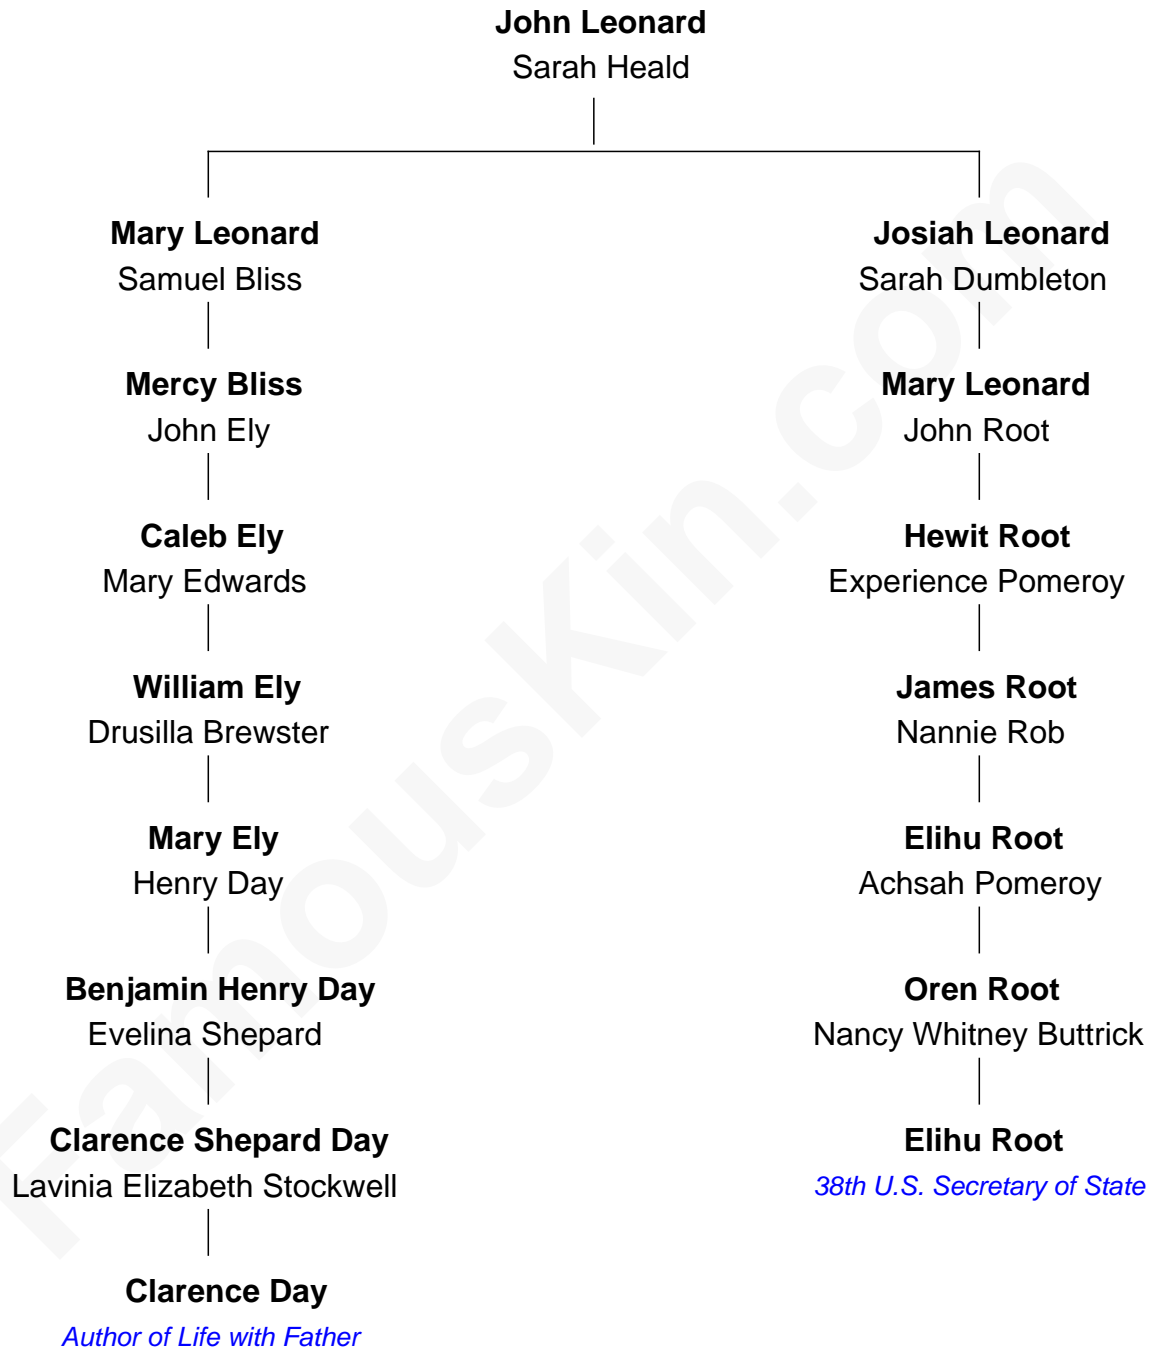 John Leonard
Sarah Heald
Mary Leonard
Samuel Bliss
Josiah Leonard
Sarah Dumbleton
Mercy Bliss
John Ely
Mary Leonard
John Root
Caleb Ely
Mary Edwards
Hewit Root
Experience Pomeroy
William Ely
Drusilla Brewster
James Root
Nannie Rob
Mary Ely
Henry Day
Elihu Root
Achsah Pomeroy
Benjamin Henry Day
Evelina Shepard
Oren Root
Nancy Whitney Buttrick
Clarence Shepard Day
Lavinia Elizabeth Stockwell
Elihu Root
38th U.S. Secretary of State
Clarence Day
Author of Life with Father
FamousKin.com